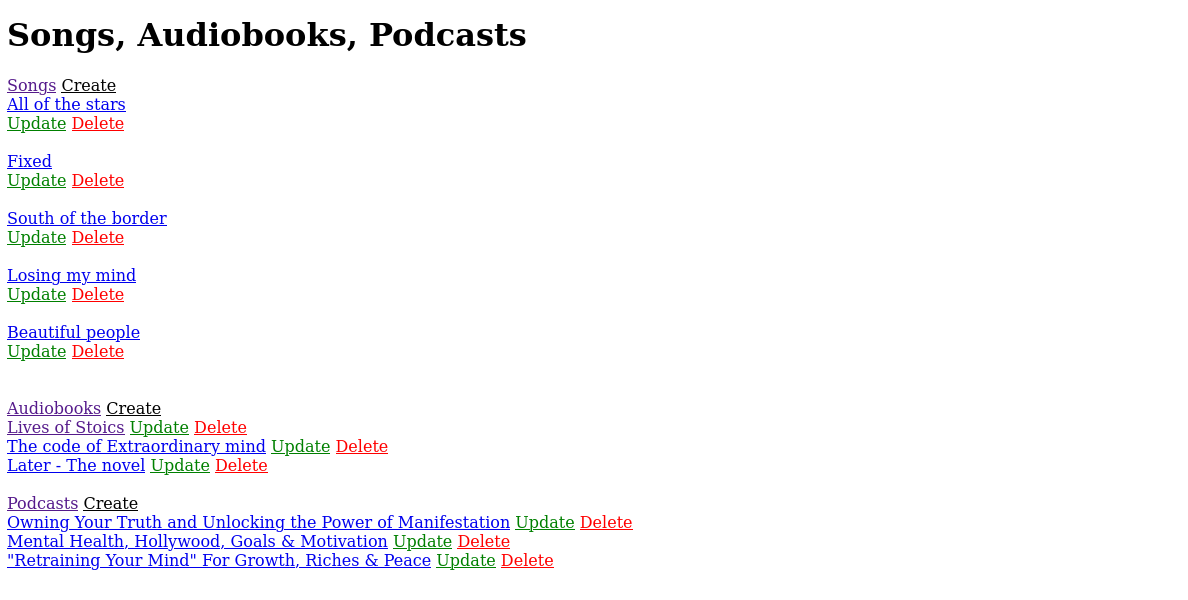 Songs, Audiobooks, Podcasts
Songs Create
All of the stars
Update Delete
Fixed
Update Delete
South of the border
Update Delete
Losing my mind
Update Delete
Beautiful people
Update Delete
Audiobooks Create
Lives of Stoics Update Delete
The code of Extraordinary mind Update Delete
Later - The novel Update Delete
Podcasts Create
Owning Your Truth and Unlocking the Power of Manifestation Update Delete
Mental Health, Hollywood, Goals & Motivation Update Delete
"Retraining Your Mind" For Growth, Riches & Peace Update Delete